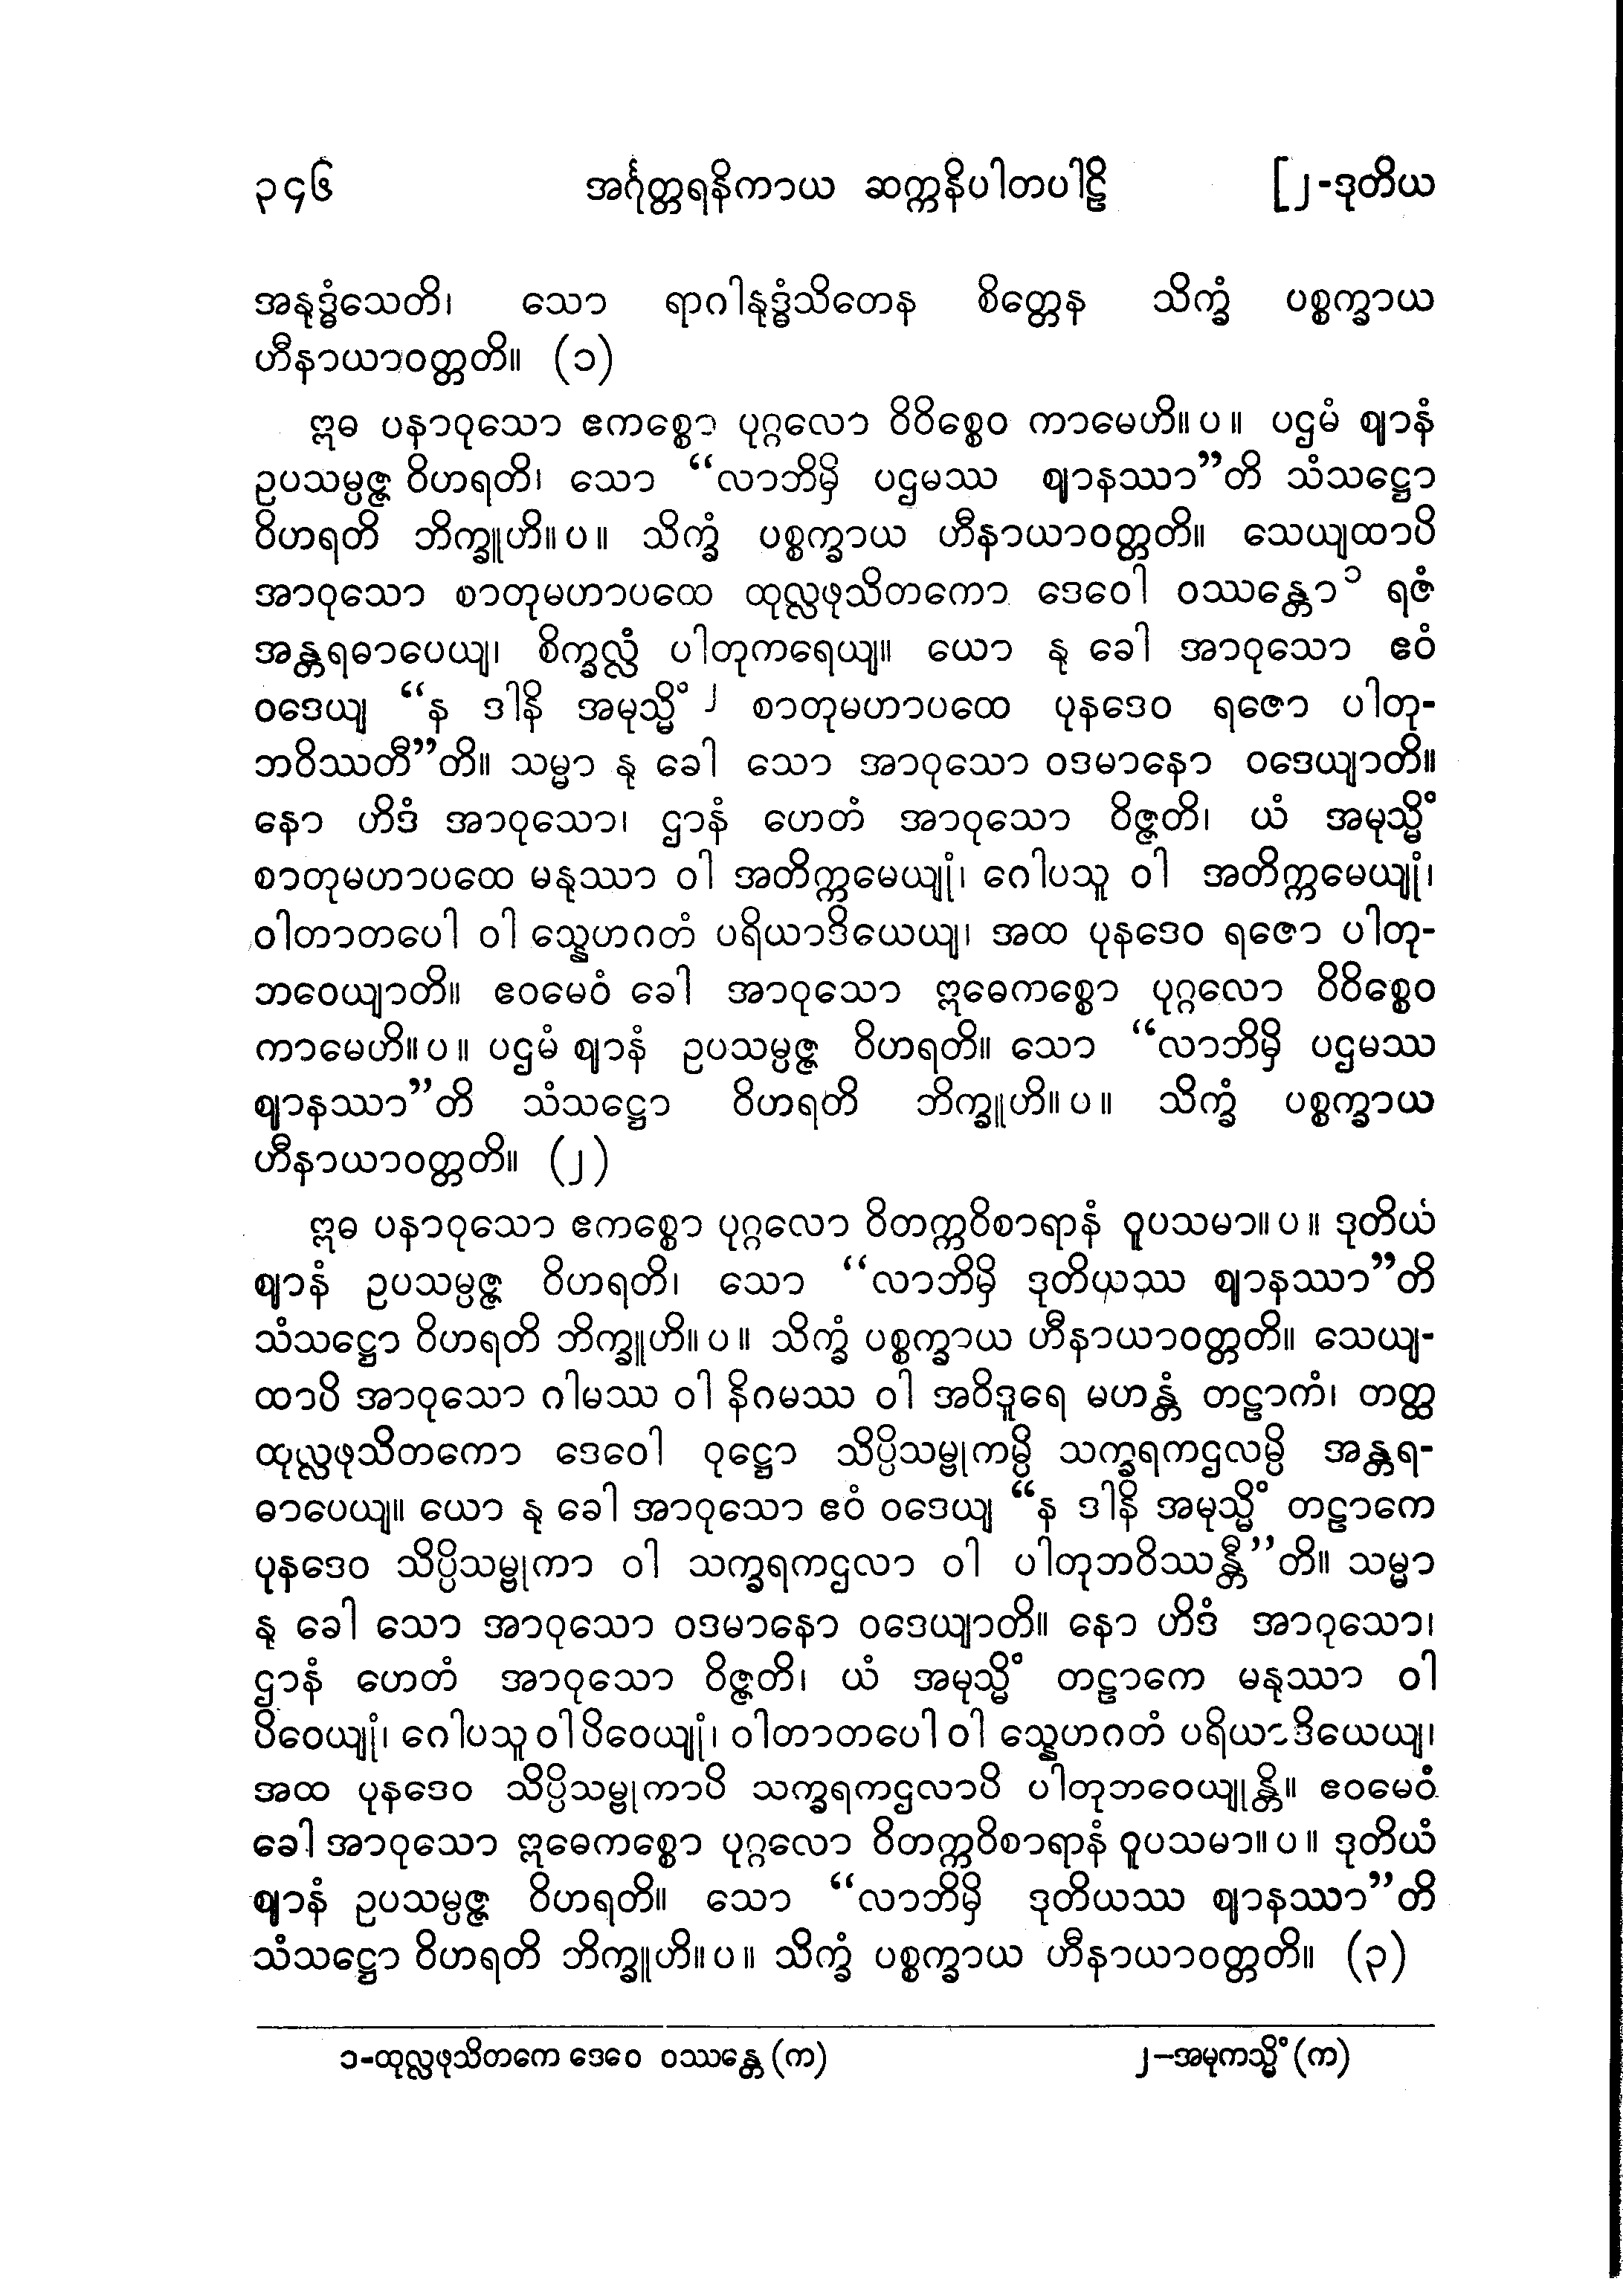 ၃၄၆ အင်္ဂုတ္တရနိကာယ ဆက္ကနိပါတပါဠိ [၂-ဒုတိယ
အနုဒ္ဓံသေတိ၊ သော ရာဂါနုဒ္ဓံသိတေန စိတ္တေန သိက္ခံ ပစ္စက္ခာယ
ဟီနာယာဝတ္တတိ။ (၁)
ဣဓ ပနာဝုသော ဧကစ္စော ပုဂ္ဂလော ဝိဝိစ္စေဝ ကာမေဟိ။ပ။ ပဌမံ ဈာနံ
ဥပသမ္ပဇ္ဇ ဝိဟရတိ၊ သော “လာဘိမှိ ပဌမဿ ဈာနဿာ”တိ သံသဋ္ဌော
ဝိဟရတိ ဘိက္ခူဟိ။ပ။ သိက္ခံ ပစ္စက္ခာယ ဟီနာယာဝတ္တတိ။ သေယျထာပိ
အာဝုသော စာတုမဟာပထေ ထုလ္လဖုသိတကော ဒေဝေါ ဝဿန္တော ၁ ရဇံ
အန္တရဓာပေယျ၊ စိက္ခလ္လံ ပါတုကရေယျ။ ယော နု ခေါ အာဝုသော ဧဝံ
ဝဒေယျ “န ဒါနိ အမုသ္မိံ ၂ စာတုမဟာပထေ ပုနဒေဝ ရဇော ပါတု-
ဘဝိဿတီ”တိ။ သမ္မာ နု ခေါ သော အာဝုသော ဝဒမာနော ဝဒေယျာတိ။
နော ဟိဒံ အာဝုသော၊ ဌာနံ ဟေတံ အာဝုသော ဝိဇ္ဇတိ၊ ယံ အမုသ္မိံ
စာတုမဟာပထေ မနုဿာ ဝါ အတိက္ကမေယျုံ၊ ဂေါပသူ ဝါ အတိက္ကမေယျုံ၊
ဝါတာတပေါ ဝါ သ္နေဟဂတံ ပရိယာဒိယေယျ၊ အထ ပုနဒေဝ ရဇော ပါတု-
ဘဝေယျာတိ။ ဧဝမေဝံ ခေါ အာဝုသော ဣဓေကစ္စော ပုဂ္ဂလော ဝိဝိစ္စေဝ
ကာမေဟိ။ပ။ ပဌမံ ဈာနံ ဥပသမ္ပဇ္ဇ ဝိဟရတိ။ သော “လာဘိမှိ ပဌမဿ
ဈာနဿာ”တိ သံသဋ္ဌော ဝိဟရတိ ဘိက္ခူဟိ။ပ။ သိက္ခံ ပစ္စက္ခာယ
ဟီနာယာဝတ္တတိ။ (၂)
ဣဓ ပနာဝုသော ဧကစ္စော ပုဂ္ဂလော ဝိတက္ကဝိစာရာနံ ဝူပသမာ။ပ။ ဒုတိယံ
ဈာနံ ဥပသမ္ပဇ္ဇ ဝိဟရတိ၊ သော “လာဘိမှိ ဒုတိယဿ ဈာနဿာ”တိ
သံသဋ္ဌော ဝိဟရတိ ဘိက္ခူဟိ။ပ။ သိက္ခံ ပစ္စက္ခာယ ဟီနာယာဝတ္တတိ။ သေယျ-
ထာပိ အာဝုသော ဂါမဿ ဝါ နိဂမဿ ဝါ အဝိဒူရေ မဟန္တံ တဠာကံ၊ တတ္ထ
ထုလ္လဖုသိတကော ဒေဝေါ ဝုဋ္ဌော သိပ္ပိသမ္ဗုကမ္ပိ သက္ခရကဌလမ္ပိ အန္တရ-
ဓာပေယျ။ ယော နု ခေါ အာဝုသော ဧဝံ ဝဒေယျ “န ဒါနိ အမုသ္မိံ တဠာကေ
ပုနဒေဝ သိပ္ပိသမ္ဗုကာ ဝါ သက္ခရကဌလာ ဝါ ပါတုဘဝိဿန္တီ”တိ။ သမ္မာ
နု ခေါ သော အာဝုသော ဝဒမာနော ဝဒေယျာတိ။ နော ဟိဒံ အာဝုသော၊
ဌာနံ ဟေတံ အာဝုသော ဝိဇ္ဇတိ၊ ယံ အမုသ္မိံ တဠာကေ မနုဿာ ဝါ
ပိဝေယျုံ၊ ဂေါပသူ ဝါ ပိဝေယျုံ၊ ဝါတာတပေါ ဝါ သ္နေဟဂတံ ပရိယာဒိယေယျ၊
အထ ပုနဒေဝ သိပ္ပိသမ္ဗုကာပိ သက္ခရကဌလာပိ ပါတုဘဝေယျုန္တိ။ ဧဝမေဝံ
ခေါ အာဝုသော ဣဓေကစ္စော ပုဂ္ဂလော ဝိတက္ကဝိစာရာနံ ဝူပသမာ။ပ။ ဒုတိယံ
ဈာနံ ဥပသမ္ပဇ္ဇ ဝိဟရတိ။ သော “လာဘိမှိ ဒုတိယဿ ဈာနဿာ”တိ
သံသဋ္ဌော ဝိဟရတိ ဘိက္ခူဟိ။ပ။ သိက္ခံ ပစ္စက္ခာယ ဟီနာယာဝတ္တတိ။ (၃)
၁-ထုလ္လဖုသိတကေ ဒေဝေ ဝဿန္တေ (က) ၂-အမုကသ္မိံ (က)